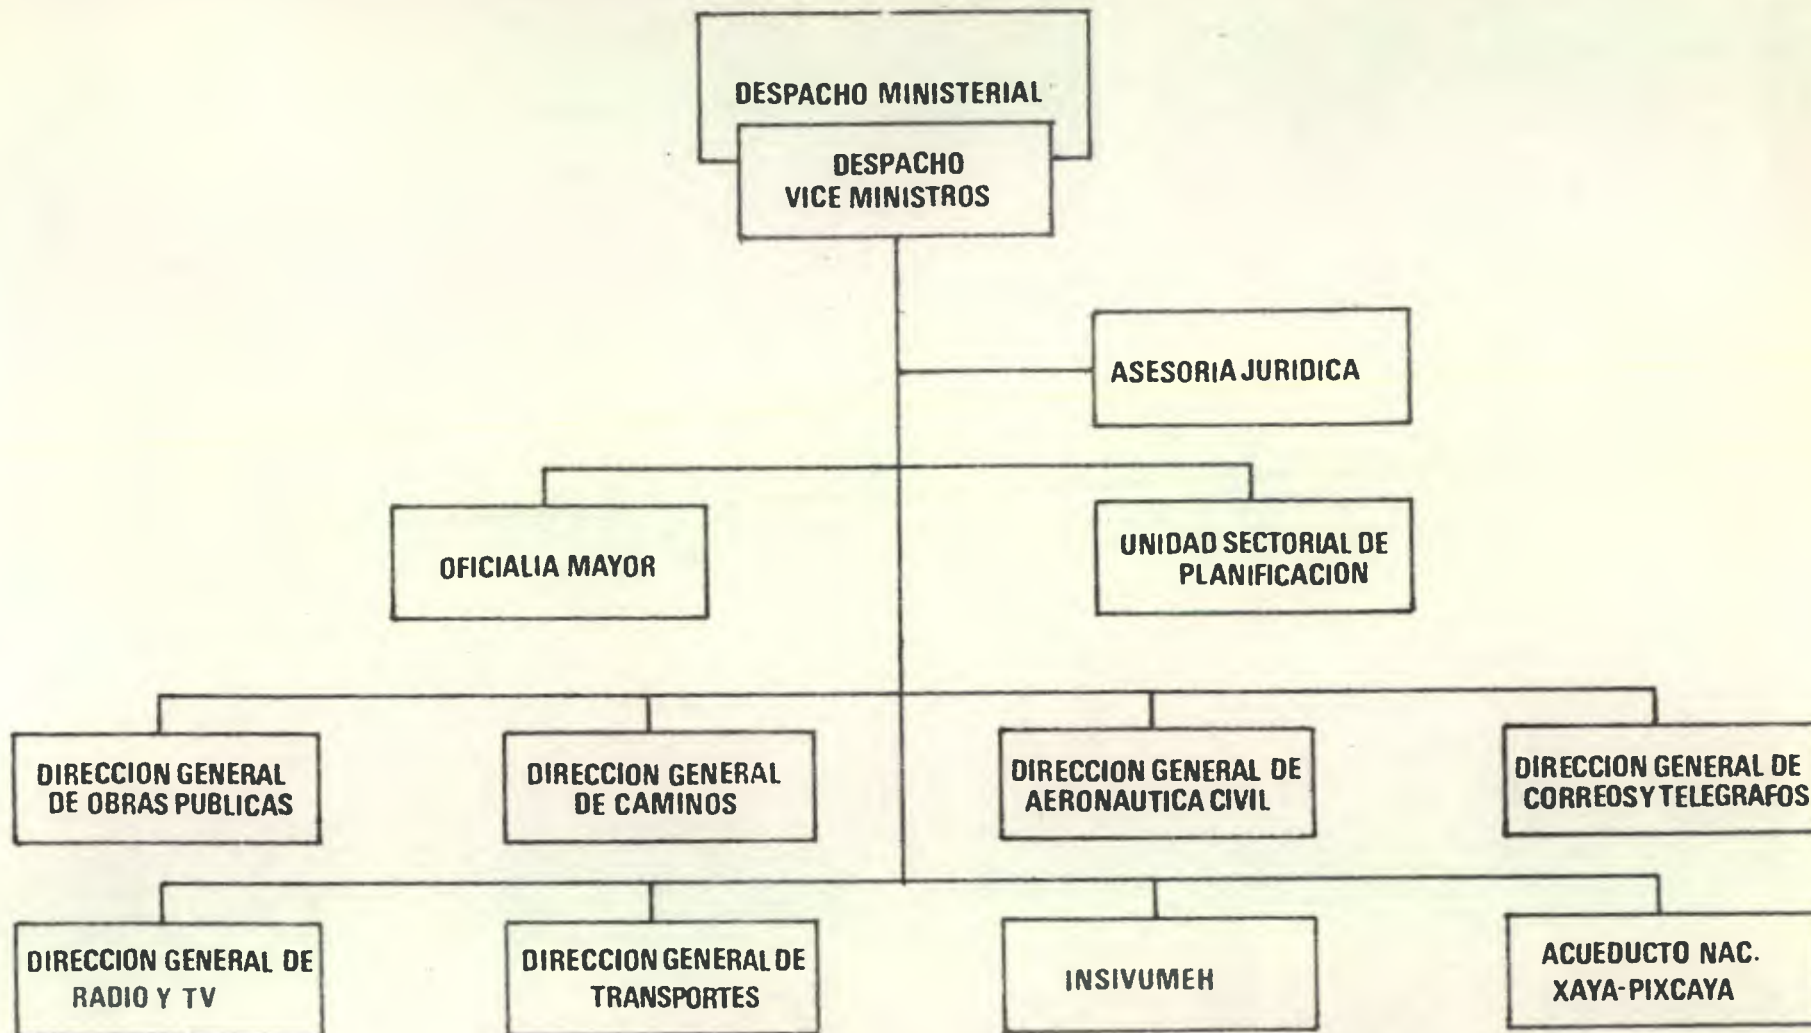 DESPACHO MINISTERIAL
DESPACHO
VICE MINISTROS
ASESORIA JURIDICA
OFICIALIA MAYOR
UNIDAD SECTORIAL DE
PLANIFICACION
DIRECCION GENERAL
DE OBRAS PUBLICAS
DIRECCION GENERAL
DE CAMINOS
DIRECCION GENERAL DE
AERONAUTICA CIVIL
DIRECCION GENERAL DE
CORREOS Y TELEGRAFOS
DIRECCION GENERAL DE
RADIO Y TV
DIRECCION GENERAL DE
TRANSPORTES
INSIVUMEH
ACUEDUCTO NAC.
XAYA-PIXCAYA